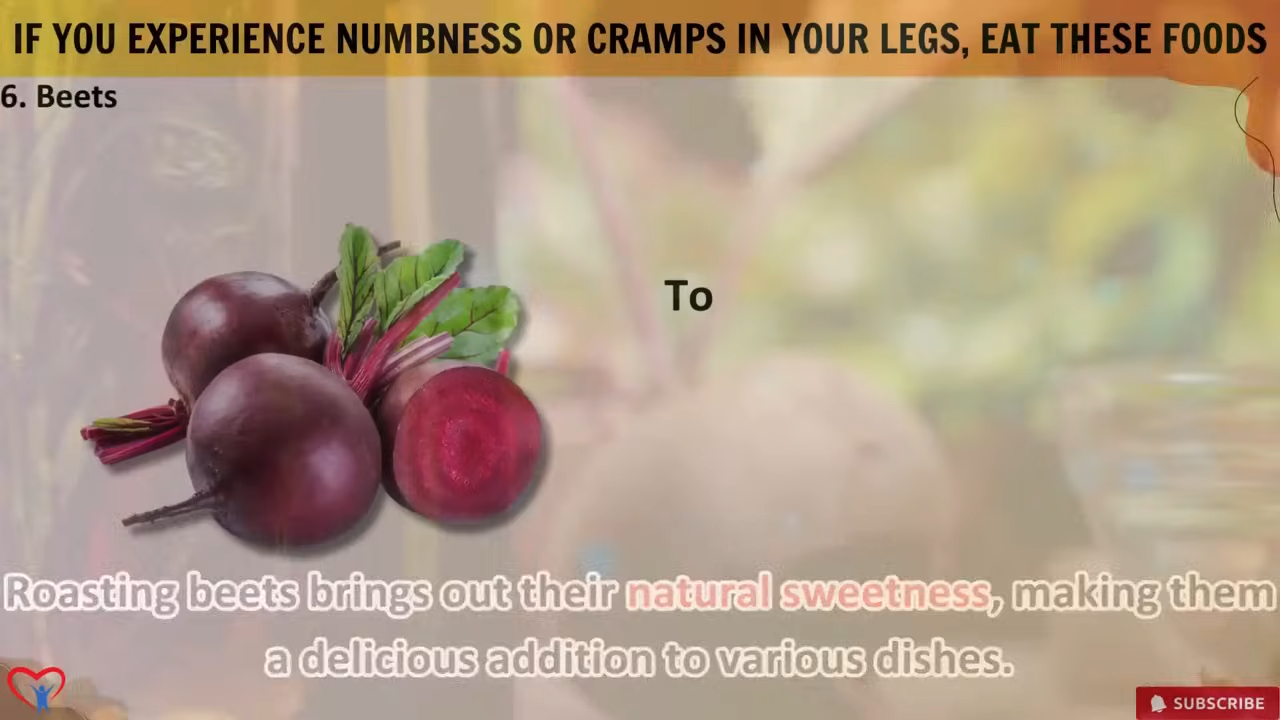 IF YOU EXPERIENCE NUMBNESS OR CRAMPS IN YOUR LEGS, EAT THESE FOODS
6. Beets
To
Roasting beets brings out their natural sweetness, making them
a delicious addition to various dishes.
SUBSCRIBE